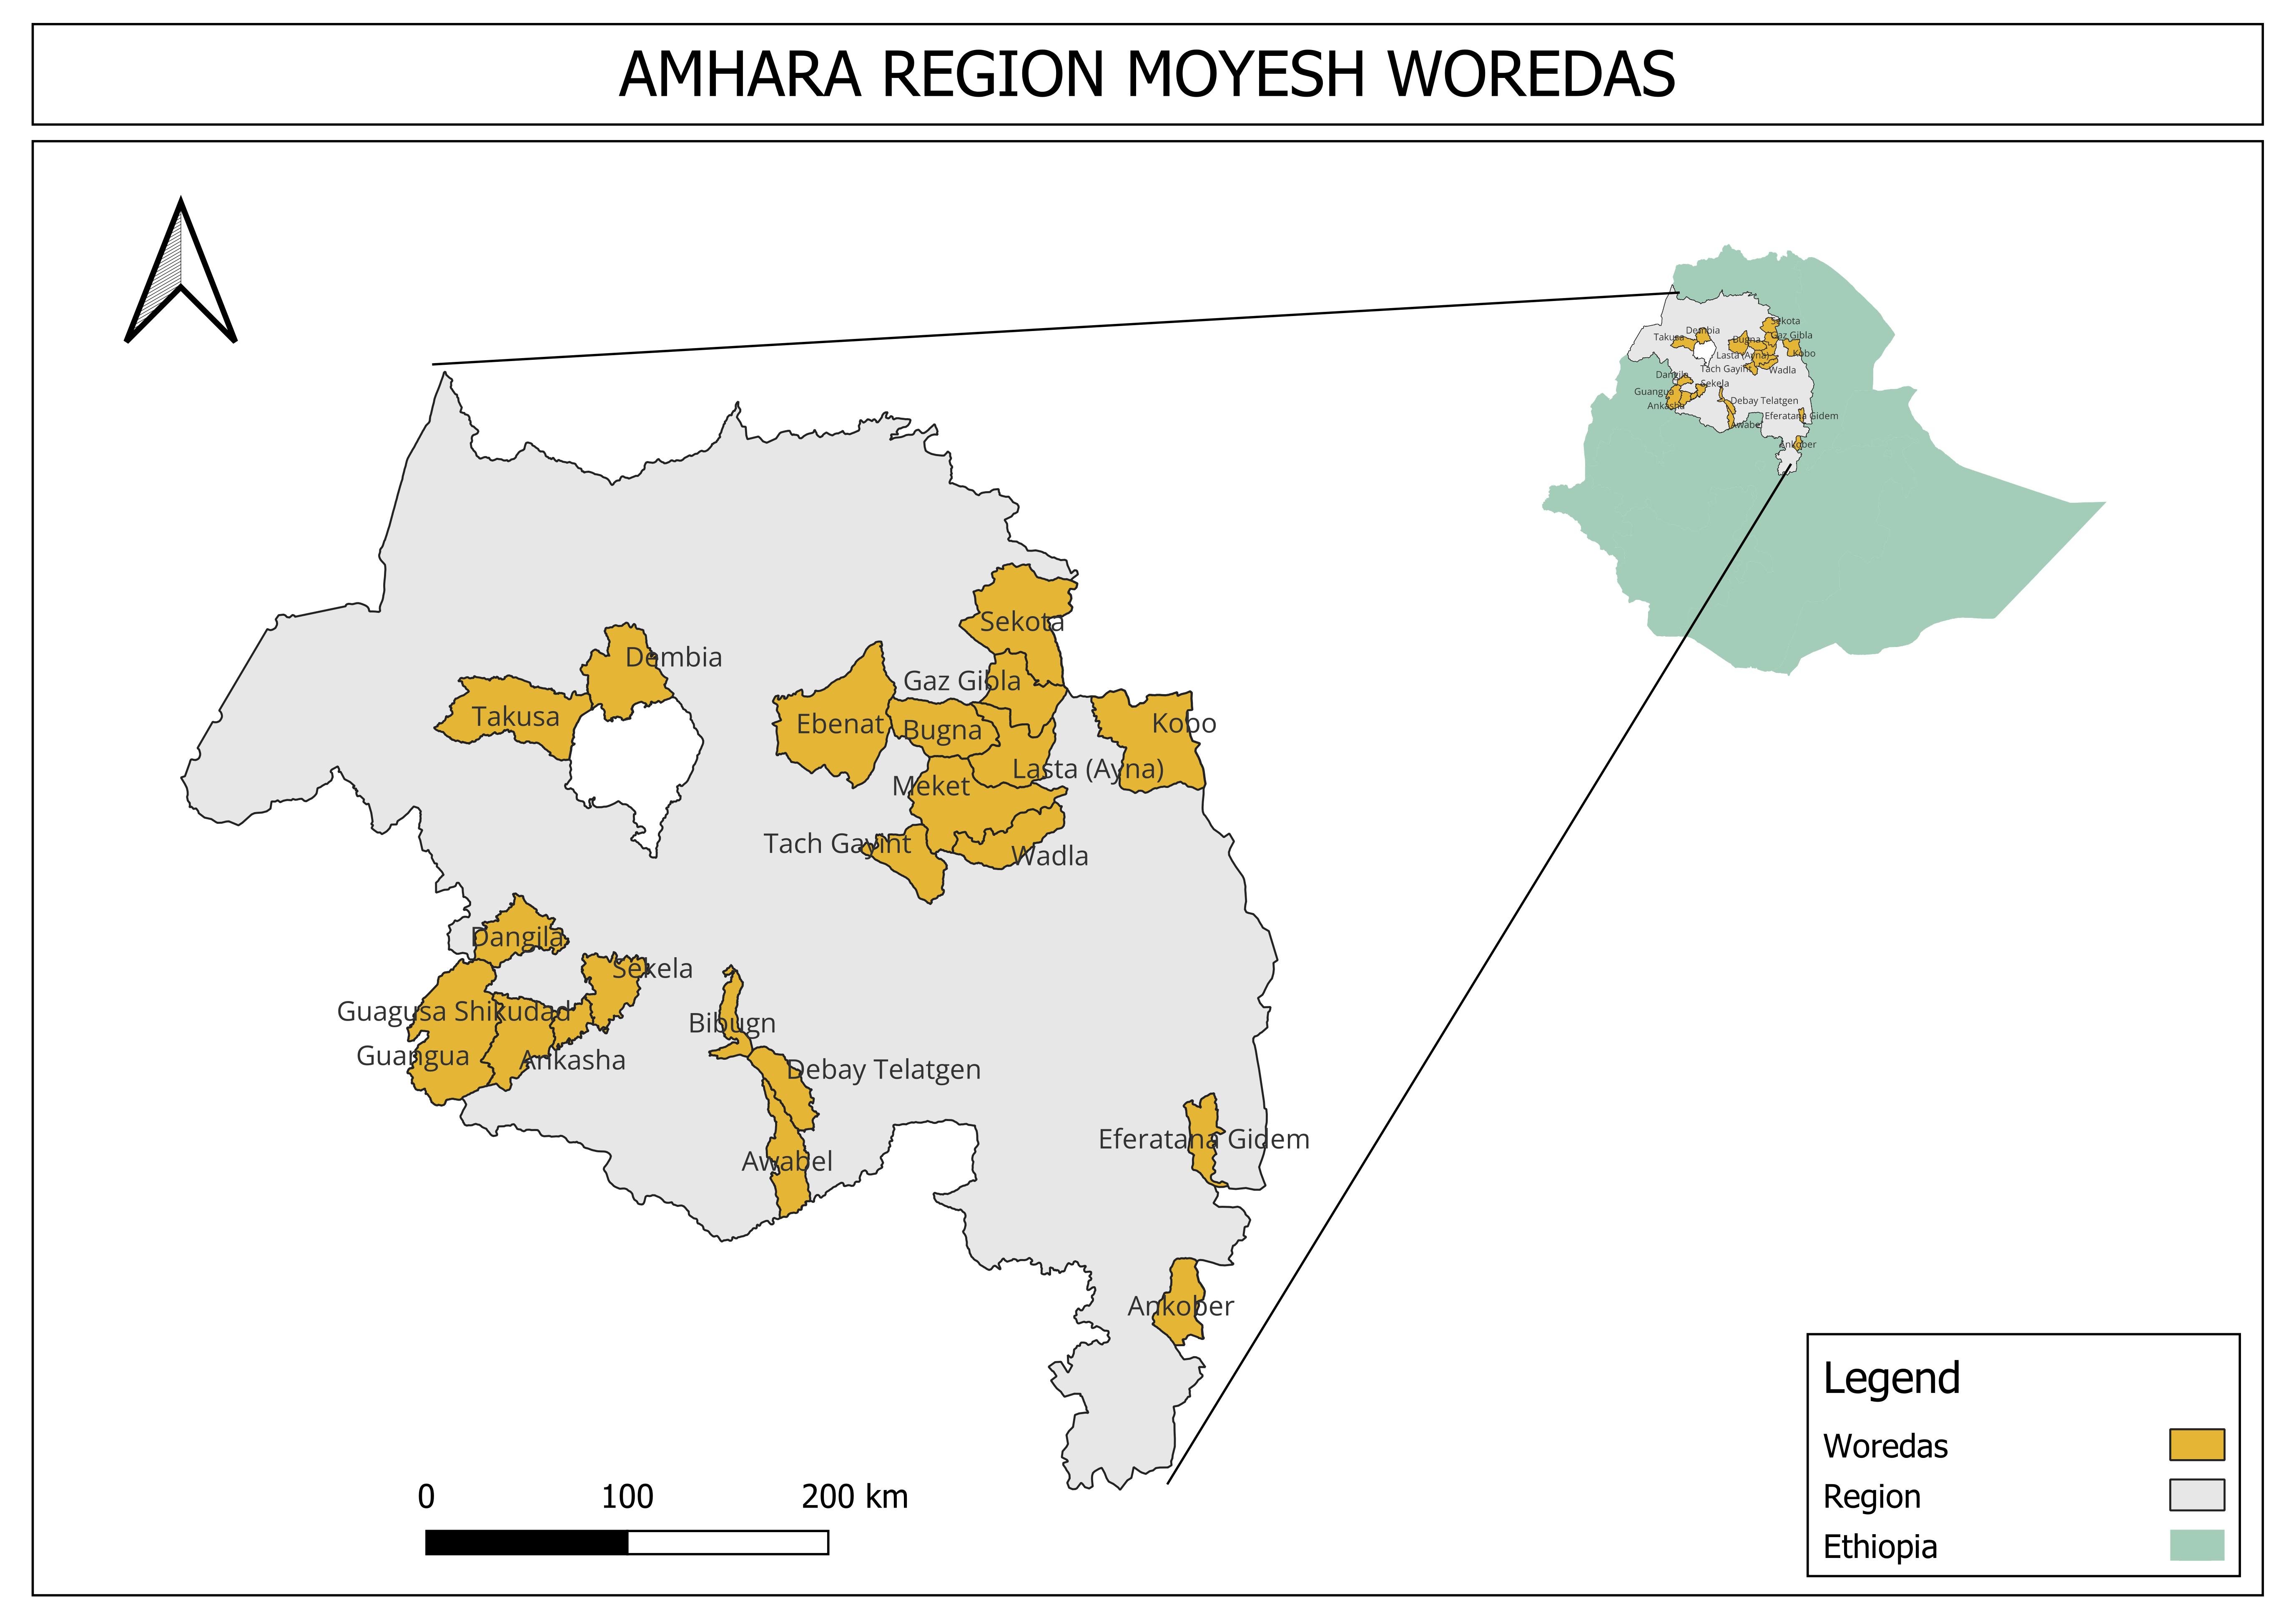 AMHARA REGION MOYESH WOREDAS
Sekota
Dembia
Gaz Gibla
Takusa
Ebenat
Bugna
Kobo
Lasta (Ayna)
Meket
Tach Gayint
Wadla
Dangila
Sekela
Guagusa Shikudad
Bibugn
Guangua
Ankasha
Debay Telatgen
Eferatana Gidem
Awabel
Ankober
Sekota
Dembia
Gaz Gibla
Takusa
Bugna
Kobo
Lasta (Ayna)
Tach Gayint
Wadla
Dangila
Sekela
Guangua
Debay Telatgen
Ankasha
Eferatana Gidem
Awabel
Ankober
0 100 200 km
Legend
Woredas
Region
Ethiopia